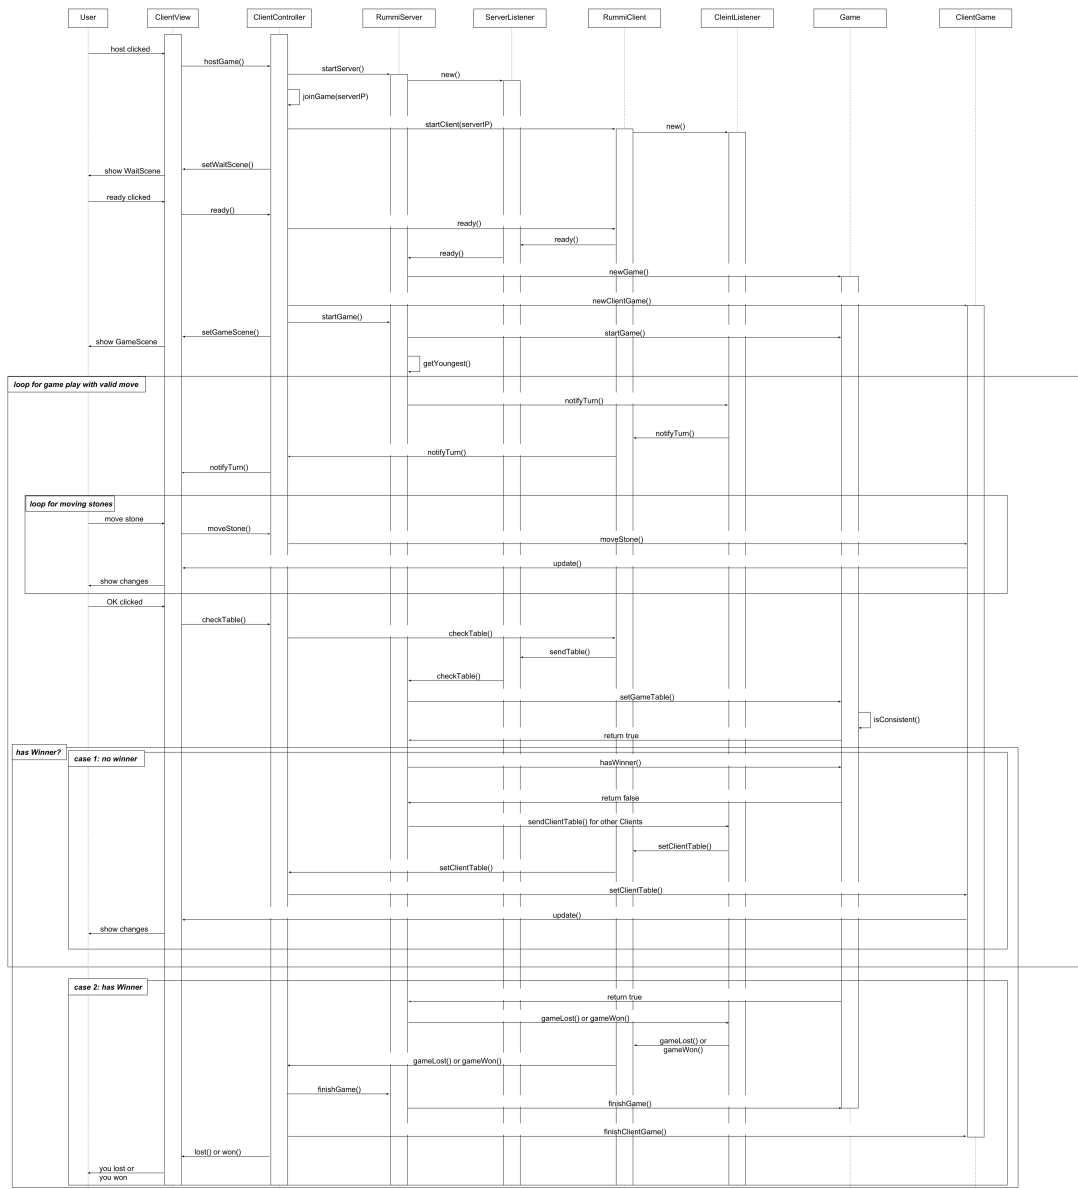 User ClientView ClientController RummiServer ServerListener RummiClient CleintListener Game ClientGame
host clicked
hostGame()
startServer()
new()
joinGame(serverIP)
startClient(serverIP)
new()
setWaitScene()
show WaitScene
ready clicked
ready()
ready()
ready()
ready()
newGame()
newClientGame()
startGame()
setGameScene()
startGame()
show GameScene
getYoungest()
loop for game play with valid move
notifyTurn()
notifyTurn()
notifyTurn()
notifyTurn()
loop for moving stones
move stone
moveStone()
moveStone()
update()
show changes
OK clicked
checkTable()
checkTable()
sendTable()
checkTable()
setGameTable()
isConsistent()
return true
has Winner?
case 1: no winner
hasWinner()
return false
sendClientTable() for other Clients
setClientTable()
setClientTable()
setClientTable()
update()
show changes
case 2: has Winner
return true
gameLost() or gameWon()
gameLost() or
gameWon()
gameLost() or gameWon()
finishGame()
finishGame()
finishClientGame()
lost() or won()
you lost or
you won